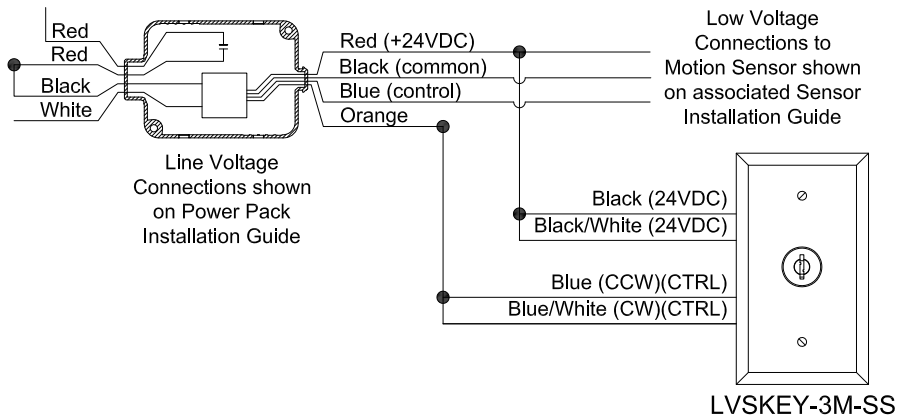 Red
Red
Black
White
Red (+24VDC)
Black (common)
Blue (control)
Orange
Low Voltage
Connections to
Motion Sensor shown
on associated Sensor
Installation Guide
Line Voltage
Connections shown
on Power Pack
Installation Guide
Black (24VDC)
Black/White (24VDC)
Blue (CCW)(CTRL)
Blue/White (CW)(CTRL)
LVSKEY-3M-SS